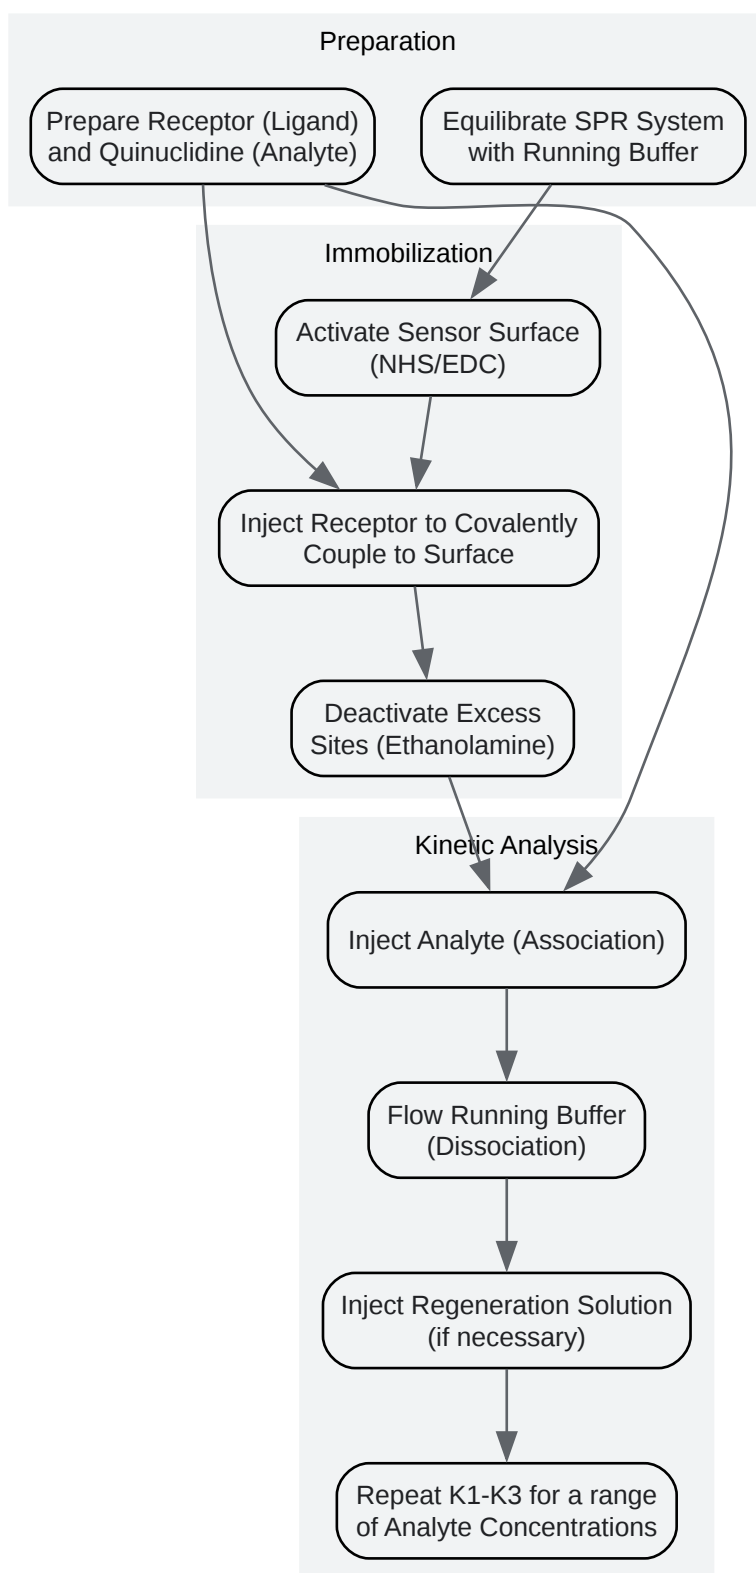 Preparation
Prepare Receptor (Ligand)
and Quinuclidine (Analyte)
Equilibrate SPR System
with Running Buffer
Immobilization
Activate Sensor Surface
(NHS/EDC)
Inject Receptor to Covalently
Couple to Surface
Deactivate Excess
Sites (Ethanolamine)
Kinetic Analysis
Inject Analyte (Association)
Flow Running Buffer
(Dissociation)
Inject Regeneration Solution
(if necessary)
Repeat K1-K3 for a range
of Analyte Concentrations